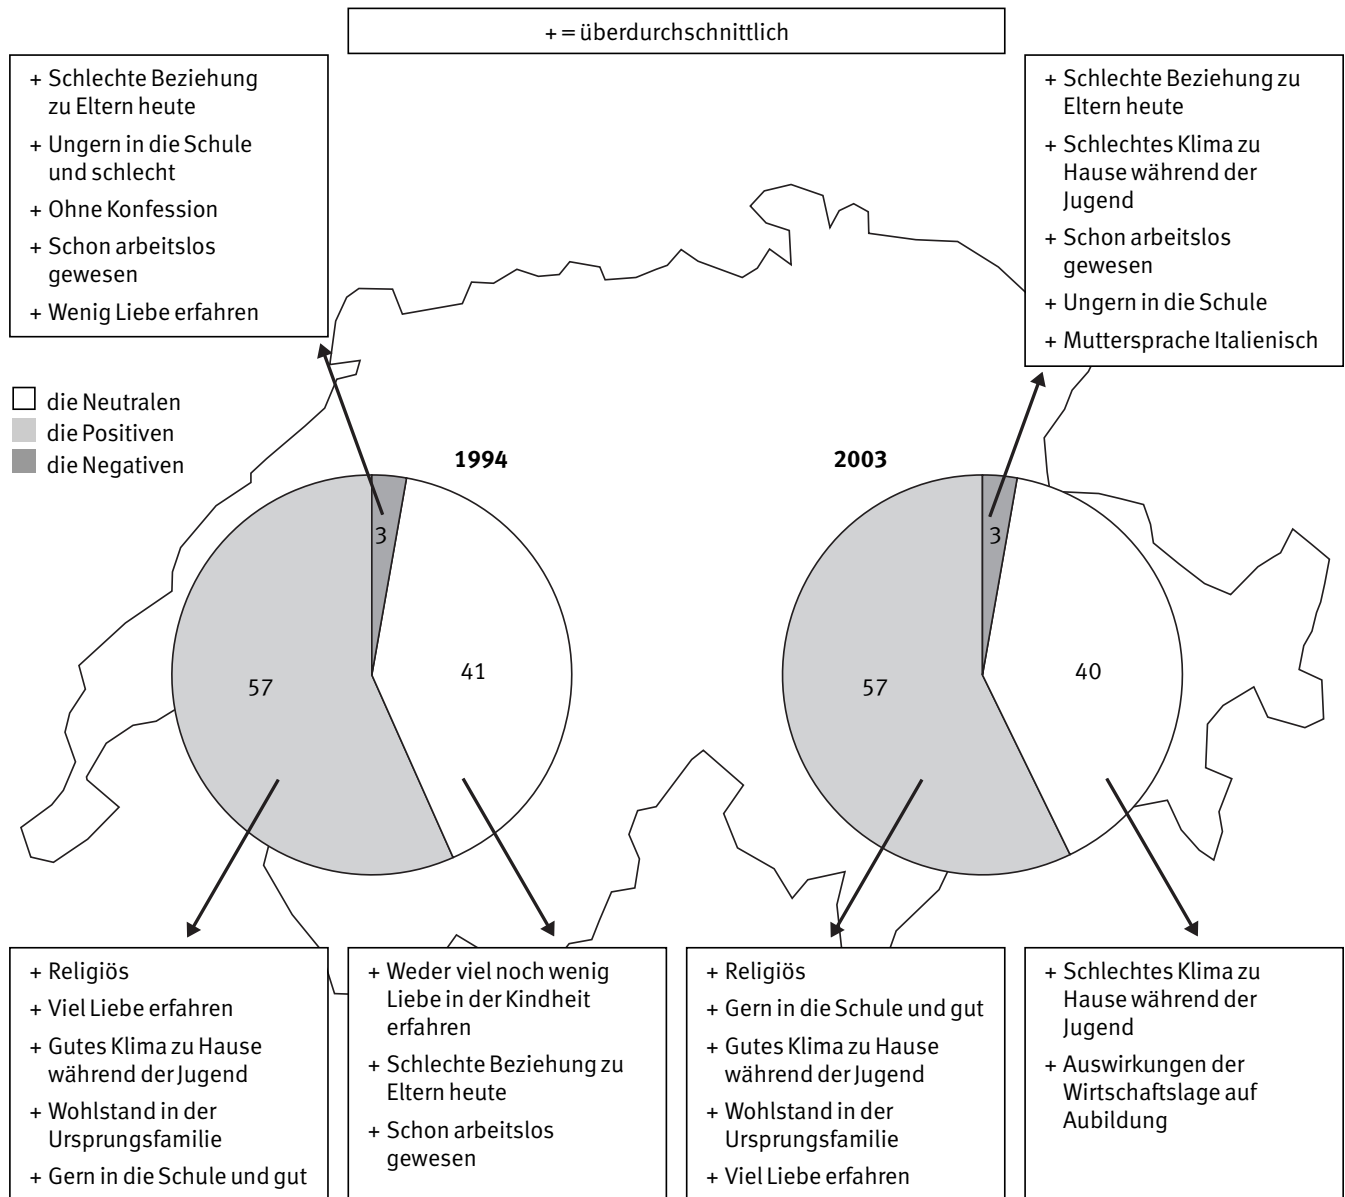 + = überdurchschnittlich
+ Schlechte Beziehung
zu Eltern heute
+ Ungern in die Schule
und schlecht
+ Ohne Konfession
+ Schon arbeitslos
gewesen
+ Wenig Liebe erfahren
+ Schlechte Beziehung zu
Eltern heute
+ Schlechtes Klima zu
Hause während der
Jugend
+ Schon arbeitslos
gewesen
+ Ungern in die Schule
+ Muttersprache Italienisch
die Neutralen
die Positiven
die Negativen
1994
3
57
41
2003
3
57
40
+ Religiös
+ Viel Liebe erfahren
+ Gutes Klima zu Hause
während der Jugend
+ Wohlstand in der
Ursprungsfamilie
+ Gern in die Schule und gut
+ Weder viel noch wenig
Liebe in der Kindheit
erfahren
+ Schlechte Beziehung zu
Eltern heute
+ Schon arbeitslos
gewesen
+ Religiös
+ Gern in die Schule und gut
+ Gutes Klima zu Hause
während der Jugend
+ Wohlstand in der
Ursprungsfamilie
+ Viel Liebe erfahren
+ Schlechtes Klima zu
Hause während der
Jugend
+ Auswirkungen der
Wirtschaftslage auf
Aubildung